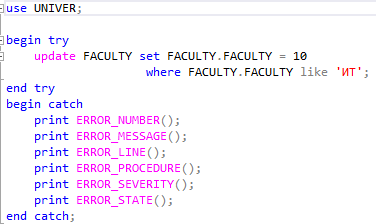 use UNIVER;
begin try
update FACULTY set FACULTY.FACULTY = 10
where FACULTY.FACULTY like 'ИТ';
end try
begin catch
print ERROR_NUMBER();
print ERROR_MESSAGE();
print ERROR_LINE();
print ERROR_PROCEDURE();
print ERROR_SEVERITY();
print ERROR_STATE();
end catch;